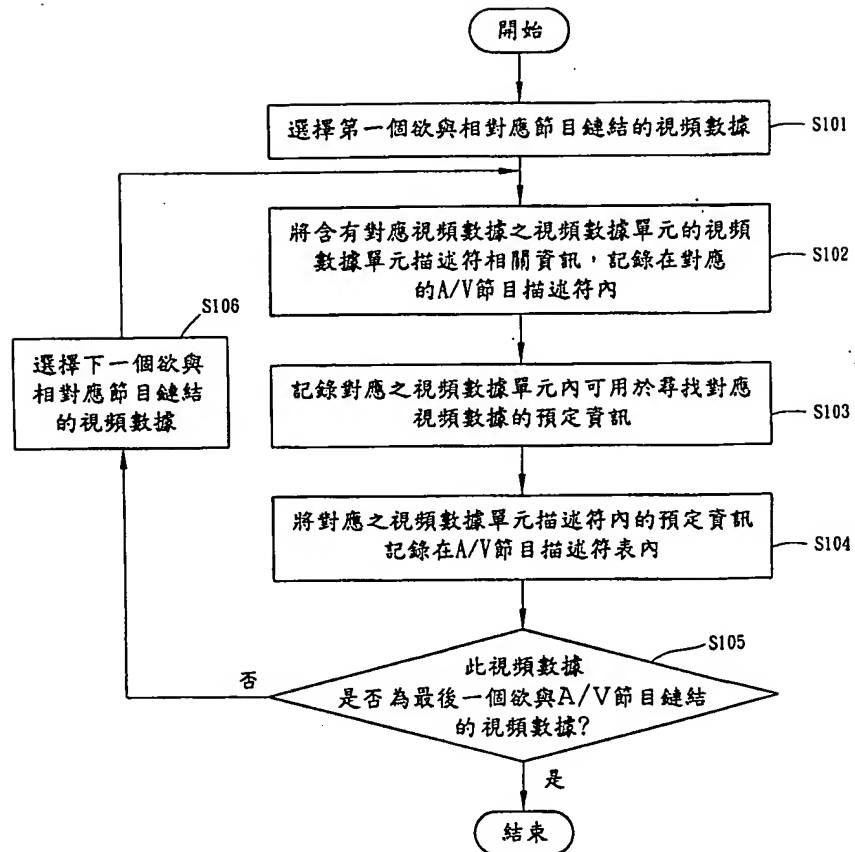 開始
選擇第一個欲與相對應節目鏈結的視頻數據
S101
將含有對應視頻數據之視頻數據單元的視頻
數據單元描述符相關資訊,記錄在對應
的A/V節目描述符內
S102
S106
選擇下一個欲與
相對應節目鏈結
的視頻數據
記錄對應之視頻數據單元內可用於尋找對應
視頻數據的預定資訊
S103
將對應之視頻數據單元描述符內的預定資訊
記錄在A/V節目描述符表內
S104
S105
此視頻數據
是否為最後一個欲與A/V節目鏈結
的視頻數據?
否
是
結束